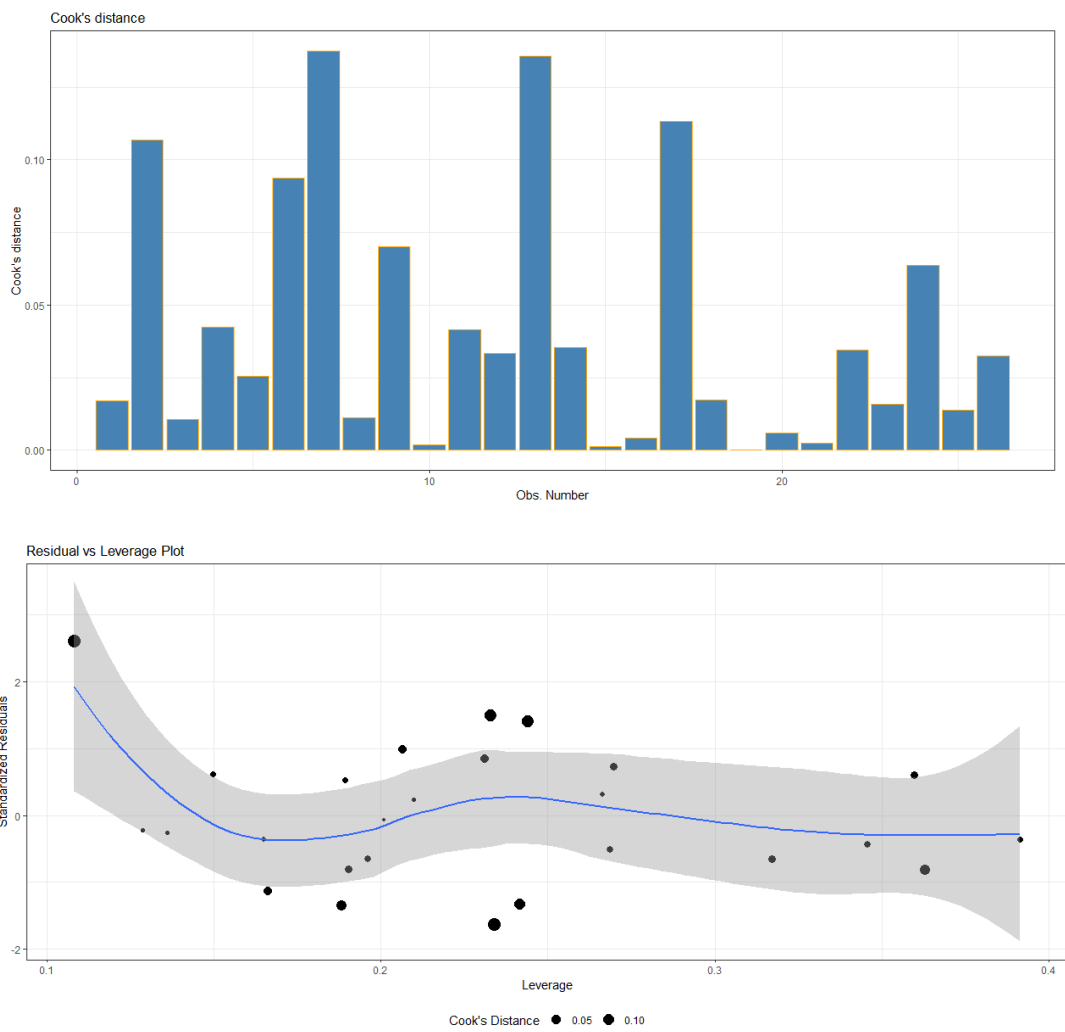 Cook's distance
Cook's distance
0.10
0.05
0.00
0
10
20
Obs. Number
Residual vs Leverage Plot
Standardized Residuals
2
0
-2
0.1
0.2
0.3
0.4
Leverage
Cook's Distance 0.05 0.10